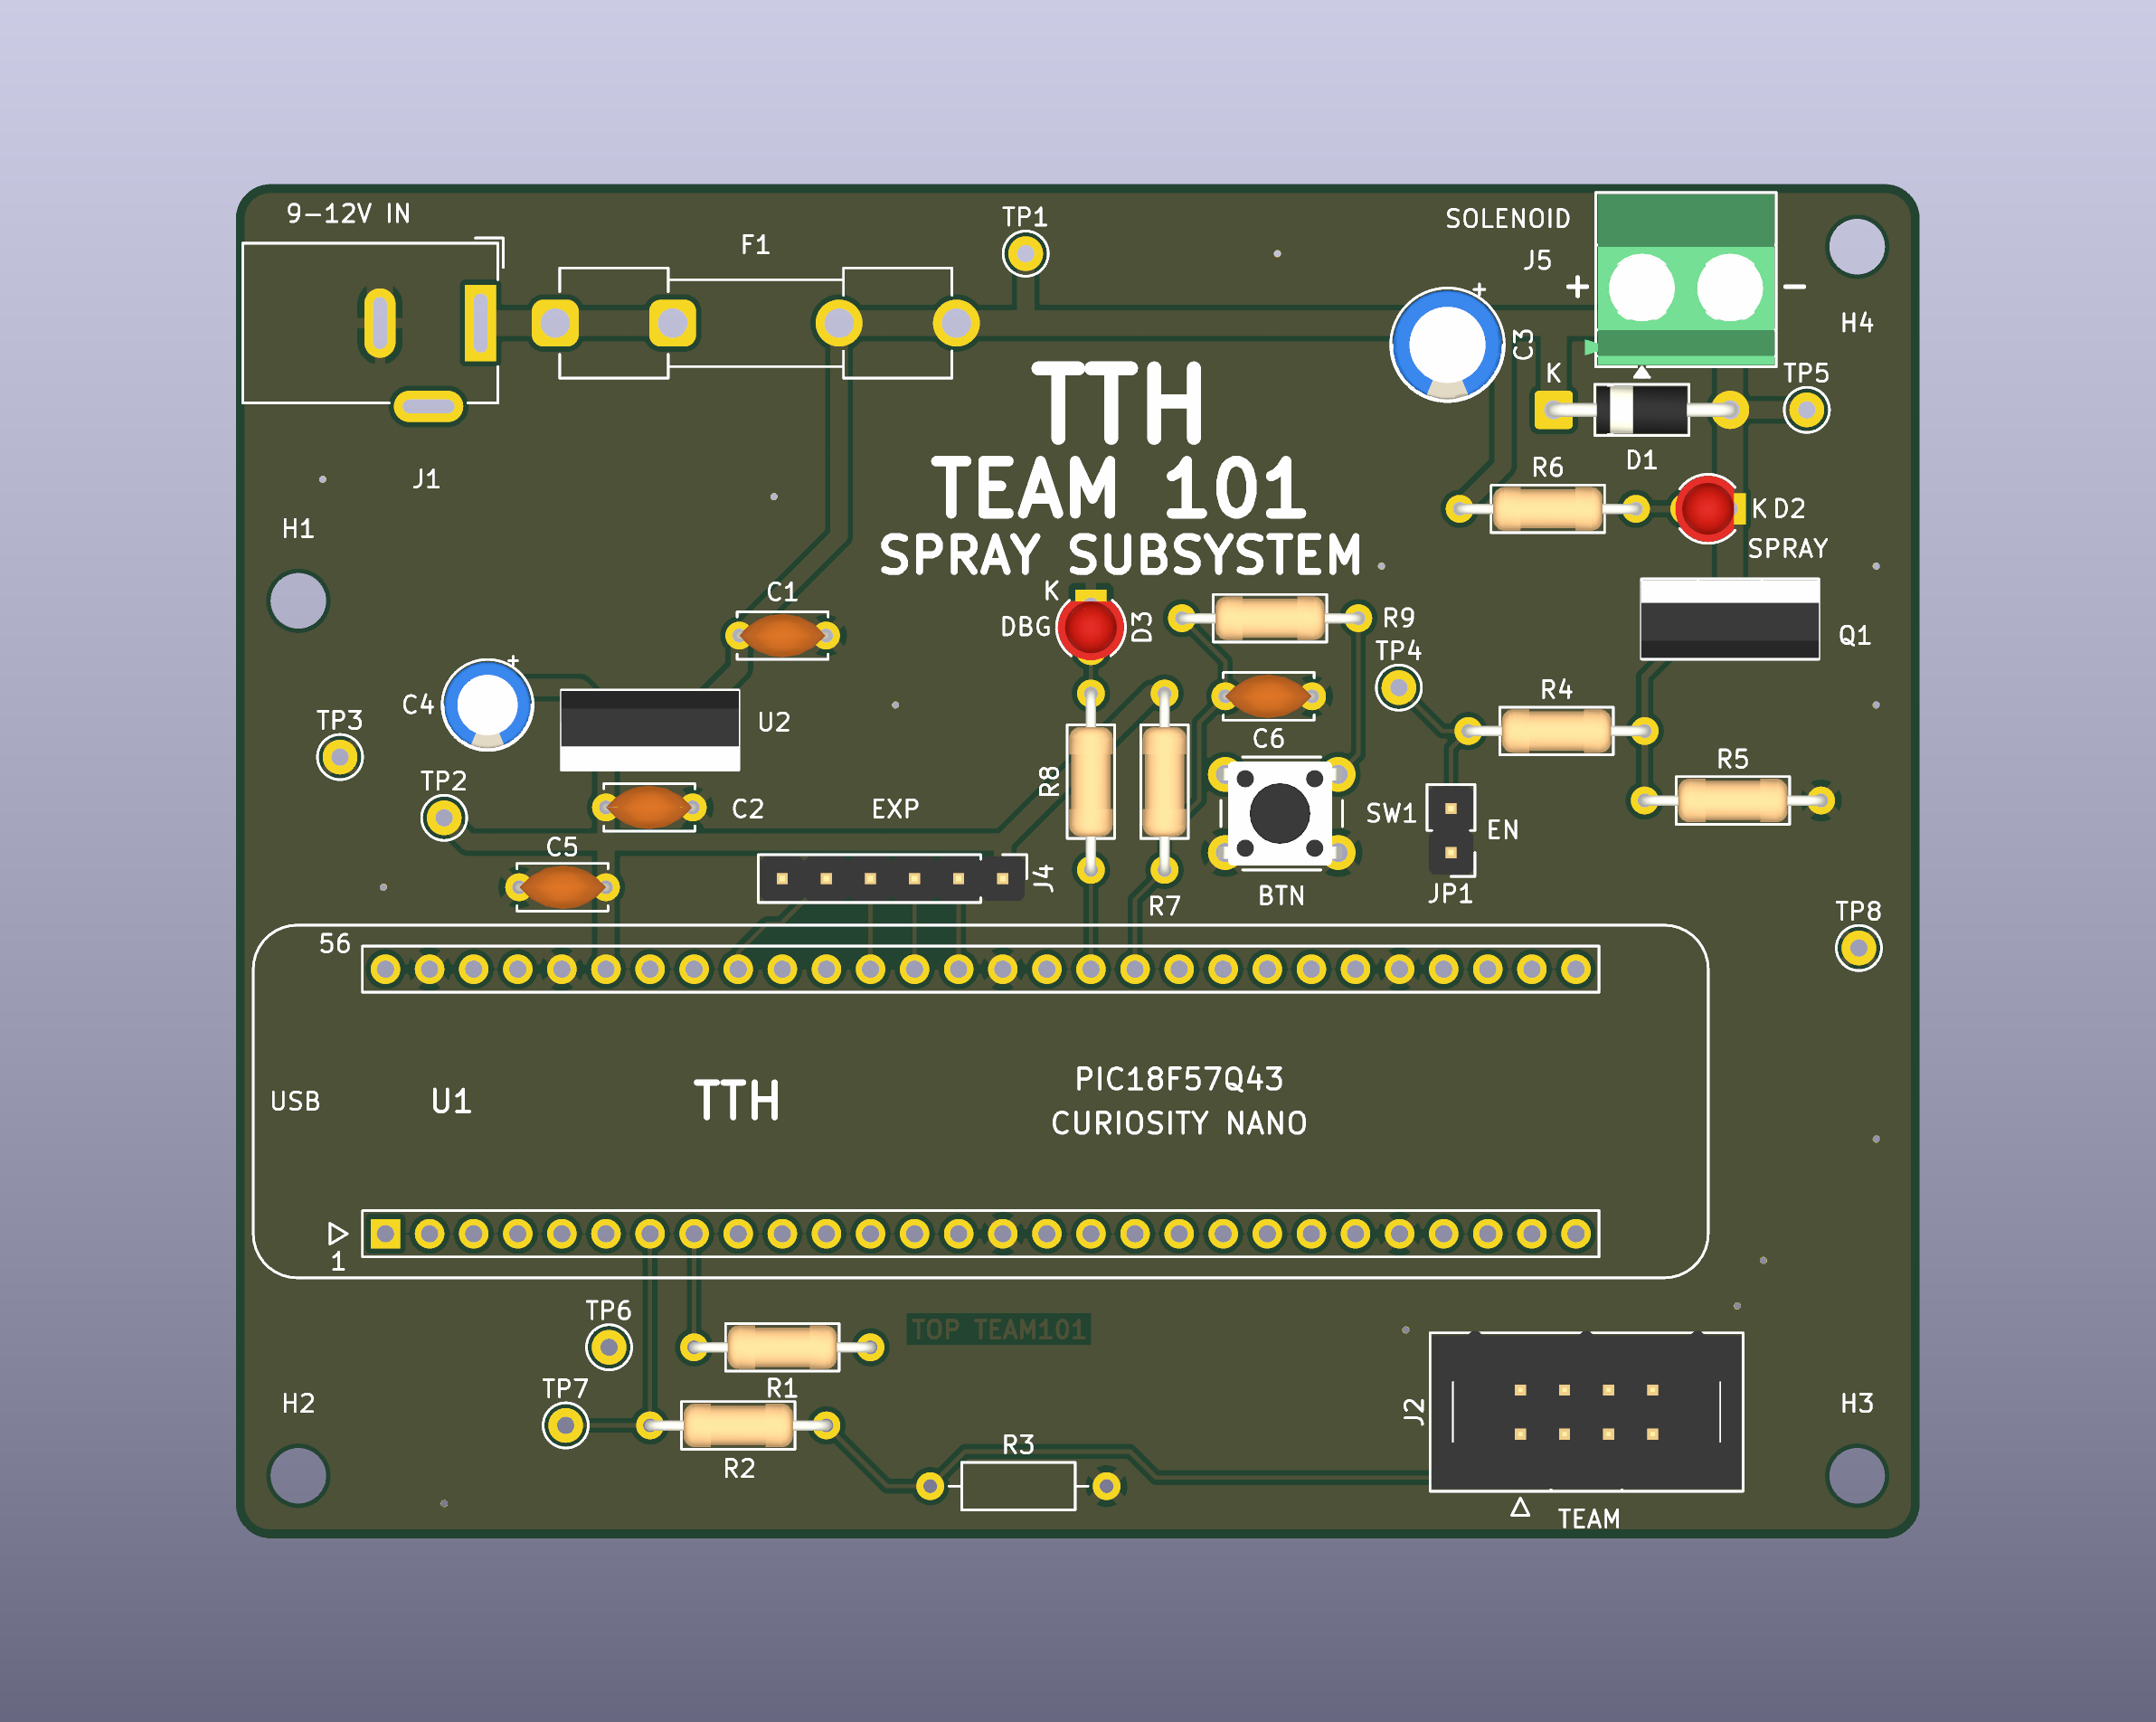 9-12V IN
F1
TP1
SOLENOID
J5
+
-
H4
+
C3
K
TP5
TTH
J1
D1
R6
TEAM 101
K D2
H1
SPRAY
SPRAY SUBSYSTEM
C1
K
DBG
D3
R9
Q1
TP4
+
C4
U2
R4
TP3
C6
R5
TP2
R8
C2
EXP
SW1
EN
C5
J4
BTN
JP1
R7
TP8
56
USB
U1
TTH
PIC18F57Q43
CURIOSITY NANO
1
TP6
TOP TEAM101
TP7
R1
H2
J2
H3
R3
R2
TEAM